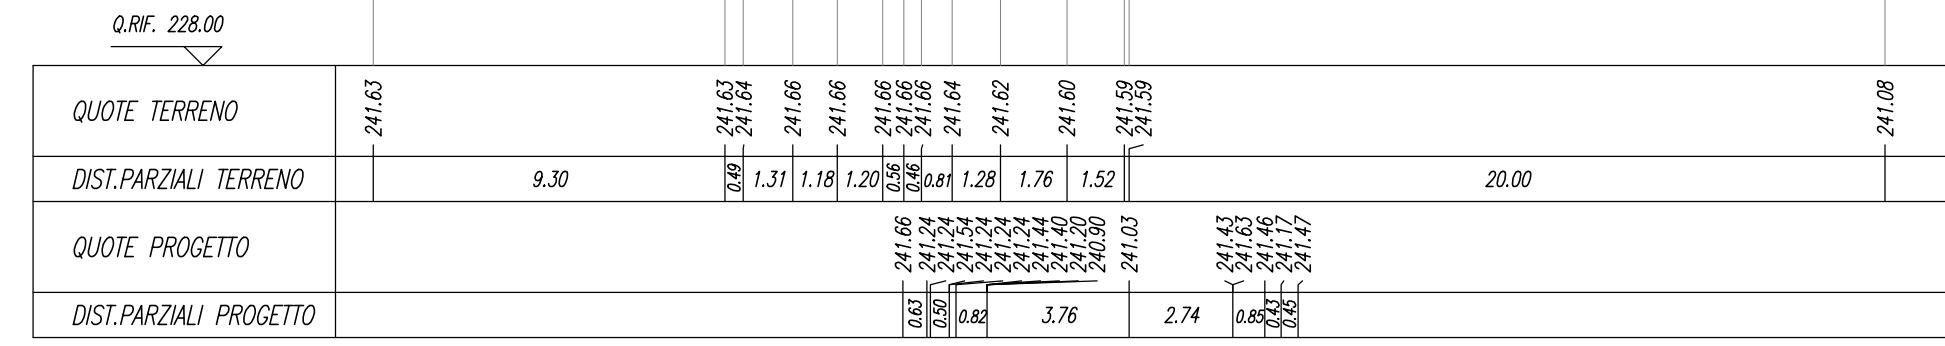 Q.RIF. 228.00
QUOTE TERRENO 241.63 241.63 241.64 241.66 241.66 241.66 241.66 241.66 241.64 241.62 241.60 241.59 241.59 241.08
DIST.PARZIALI TERRENO 9.30 0.49 1.31 1.18 1.20 0.56 0.46 0.81 1.28 1.76 1.52 20.00
QUOTE PROGETTO 241.66 241.24 241.24 241.54 241.24 241.24 241.24 241.44 241.40 241.20 240.90 241.03 241.43 241.63 241.46 241.17 241.47
DIST.PARZIALI PROGETTO 0.63 0.50 0.82 3.76 2.74 0.85 0.43 0.45